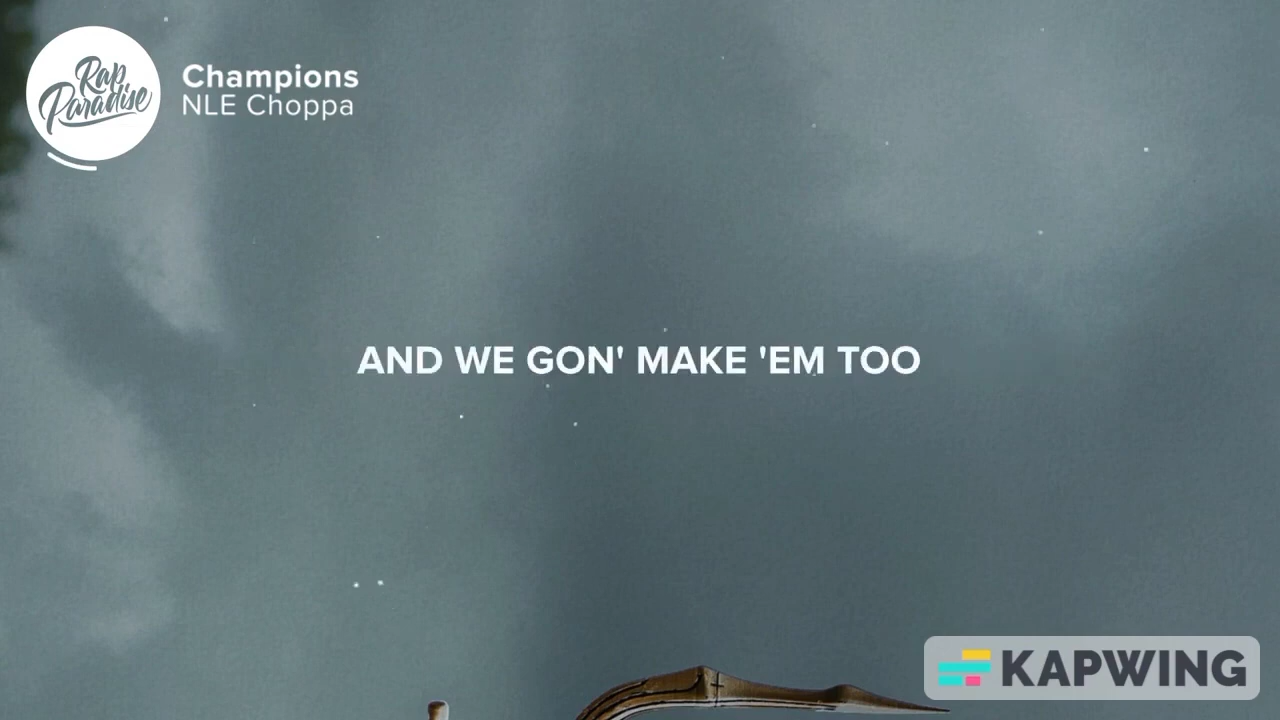 Rap
Paradise
Champions
NLE Choppa
AND WE GON' MAKE 'EM TOO
KAPWING